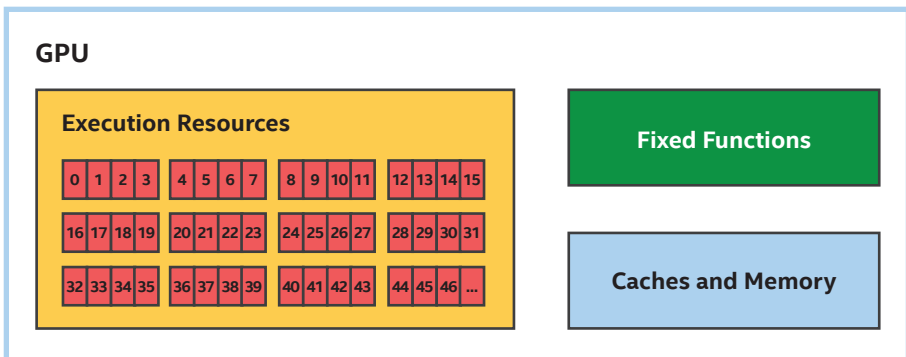 GPU
Execution Resources
0 1 2 3 4 5 6 7 8 9 10 11 12 13 14 15
16 17 18 19 20 21 22 23 24 25 26 27 28 29 30 31
32 33 34 35 36 37 38 39 40 41 42 43 44 45 46 ...
Fixed Functions
Caches and Memory